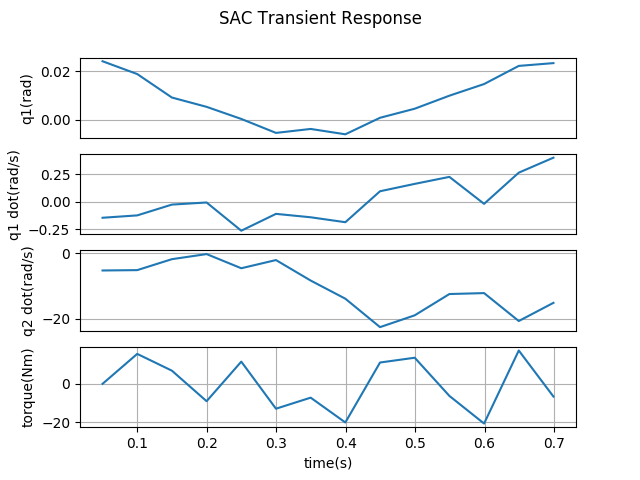 SAC Transient Response
q1(rad)
0.02
0.00
q1 dot(rad/s)
0.25
0.00
−0.25
q2 dot(rad/s)
0
−20
torque(Nm)
0
−20
0.1 0.2 0.3 0.4 0.5 0.6 0.7
time(s)